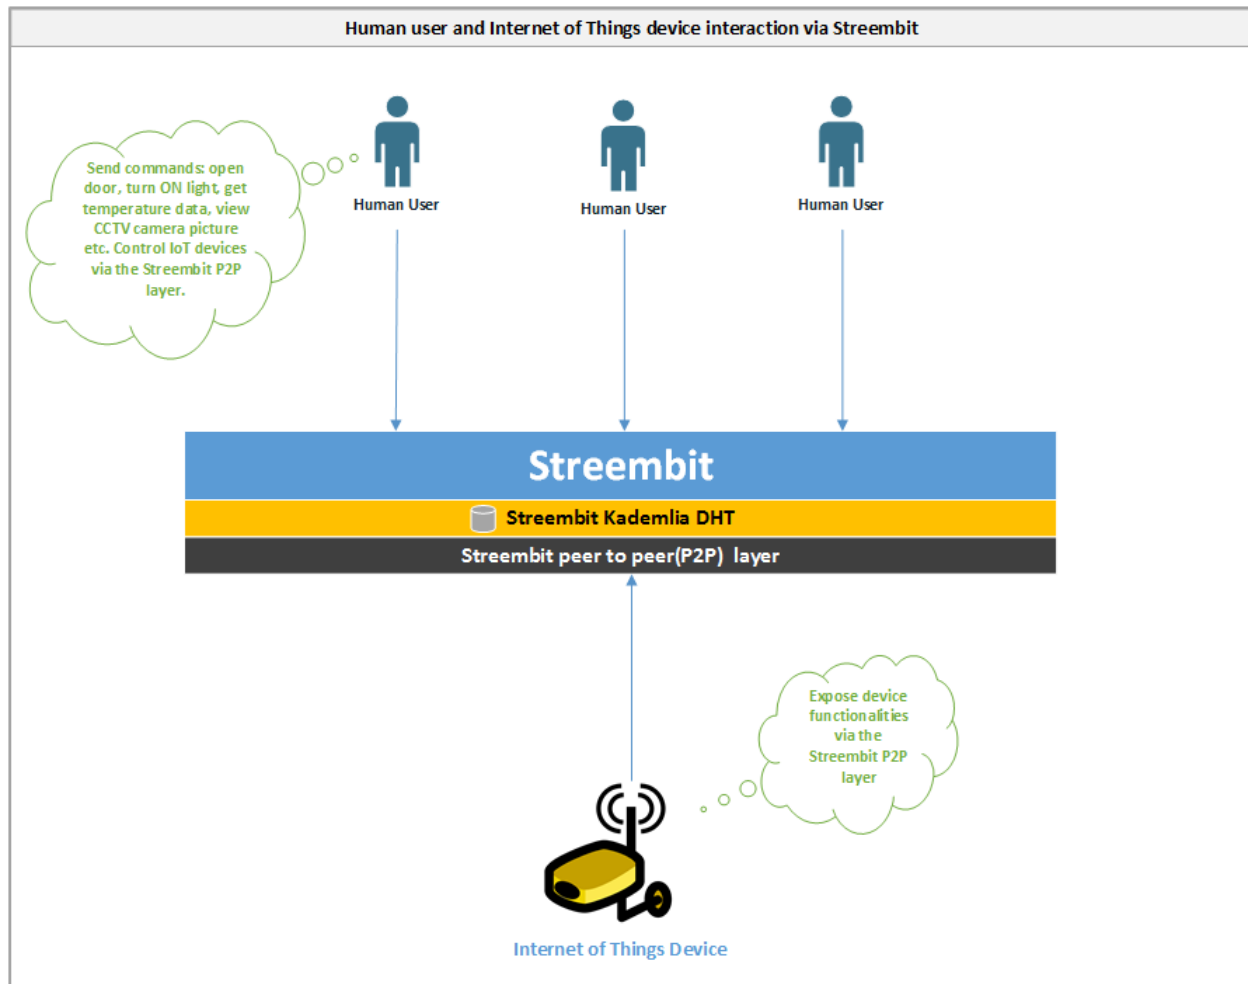 Human user and Internet of Things device interaction via Streembit
Send commands: open
door, turn ON light, get
temperature data, view
CCTV camera picture
etc. Control IoT devices
via the Streembit P2P
layer.
Human User
Human User
Human User
Streembit
Streembit Kademlia DHT
Streembit peer to peer(P2P) layer
Expose device
functionalities
via the
Streembit P2P
layer
Internet of Things Device